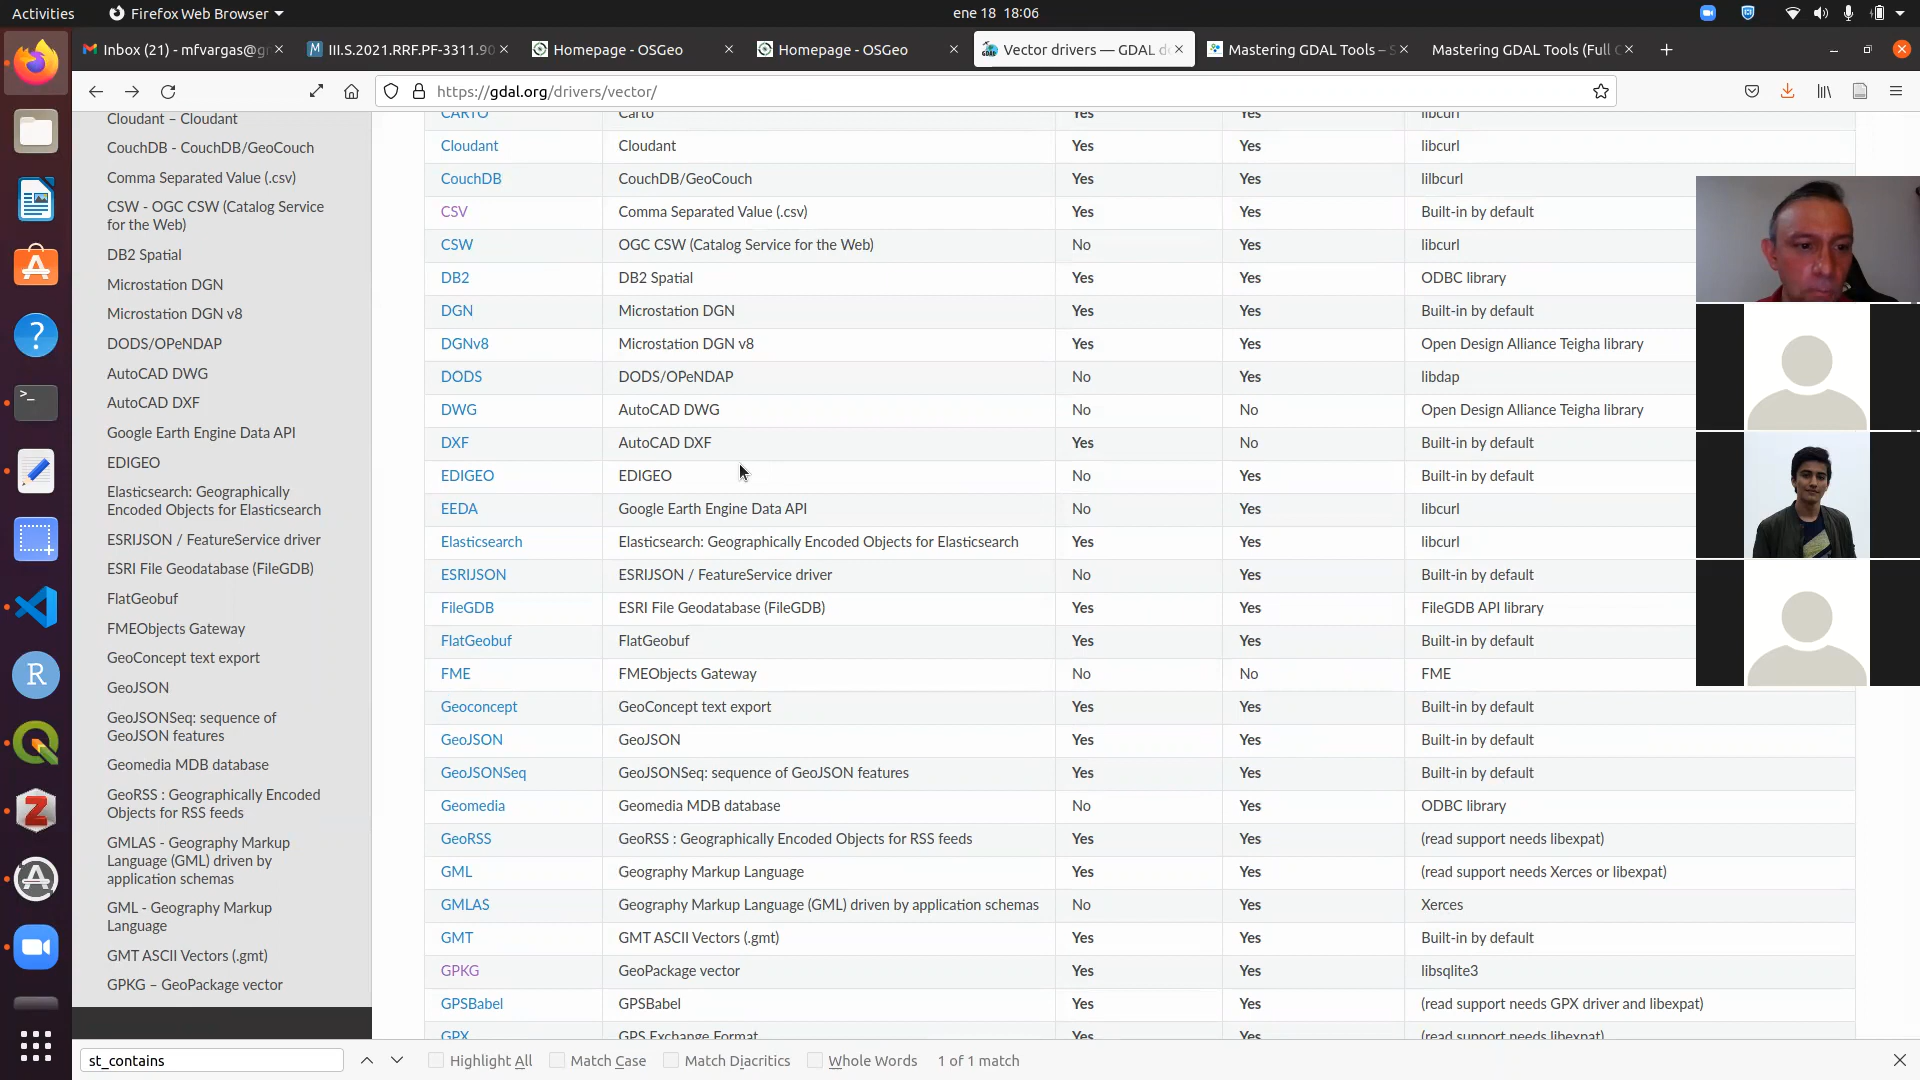 Activities
Firefox Web Browser
ene 18 18:06
Inbox (21) - mfvargas@g
III.S.2021.RRF.PF-3311.90
Homepage - OSGeo
Homepage - OSGeo
Vector drivers — GDAL d
Mastering GDAL Tools – S
Mastering GDAL Tools (Full C
https://gdal.org/drivers/vector/
Cloudant – Cloudant
CouchDB - CouchDB/GeoCouch
Comma Separated Value (.csv)
CSW - OGC CSW (Catalog Service
for the Web)
DB2 Spatial
Microstation DGN
Microstation DGN v8
DODS/OPeNDAP
AutoCAD DWG
AutoCAD DXF
Google Earth Engine Data API
EDIGEO
Elasticsearch: Geographically
Encoded Objects for Elasticsearch
ESRIJSON / FeatureService driver
ESRI File Geodatabase (FileGDB)
FlatGeobuf
FMEObjects Gateway
GeoConcept text export
GeoJSON
GeoJSONSeq: sequence of
GeoJSON features
Geomedia MDB database
GeoRSS : Geographically Encoded
Objects for RSS feeds
GMLAS - Geography Markup
Language (GML) driven by
application schemas
GML - Geography Markup
Language
GMT ASCII Vectors (.gmt)
GPKG – GeoPackage vector
CARTO Carto Yes Yes libcurl
Cloudant Cloudant Yes Yes libcurl
CouchDB CouchDB/GeoCouch Yes Yes lilbcurl
CSV Comma Separated Value (.csv) Yes Yes Built-in by default
CSW OGC CSW (Catalog Service for the Web) No Yes libcurl
DB2 DB2 Spatial Yes Yes ODBC library
DGN Microstation DGN Yes Yes Built-in by default
DGNv8 Microstation DGN v8 Yes Yes Open Design Alliance Teigha library
DODS DODS/OPeNDAP No Yes libdap
DWG AutoCAD DWG No No Open Design Alliance Teigha library
DXF AutoCAD DXF Yes No Built-in by default
EDIGEO EDIGEO No Yes Built-in by default
EEDA Google Earth Engine Data API No Yes libcurl
Elasticsearch Elasticsearch: Geographically Encoded Objects for Elasticsearch Yes Yes libcurl
ESRIJSON ESRIJSON / FeatureService driver No Yes Built-in by default
FileGDB ESRI File Geodatabase (FileGDB) Yes Yes FileGDB API library
FlatGeobuf FlatGeobuf Yes Yes Built-in by default
FME FMEObjects Gateway No No FME
Geoconcept GeoConcept text export Yes Yes Built-in by default
GeoJSON GeoJSON Yes Yes Built-in by default
GeoJSONSeq GeoJSONSeq: sequence of GeoJSON features Yes Yes Built-in by default
Geomedia Geomedia MDB database No Yes ODBC library
GeoRSS GeoRSS : Geographically Encoded Objects for RSS feeds Yes Yes (read support needs libexpat)
GML Geography Markup Language Yes Yes (read support needs Xerces or libexpat)
GMLAS Geography Markup Language (GML) driven by application schemas No Yes Xerces
GMT GMT ASCII Vectors (.gmt) Yes Yes Built-in by default
GPKG GeoPackage vector Yes Yes libsqlite3
GPSBabel GPSBabel Yes Yes (read support needs GPX driver and libexpat)
GPX GPS Exchange Format Yes Yes (read support needs libexpat)
st_contains
Highlight All
Match Case
Match Diacritics
Whole Words
1 of 1 match